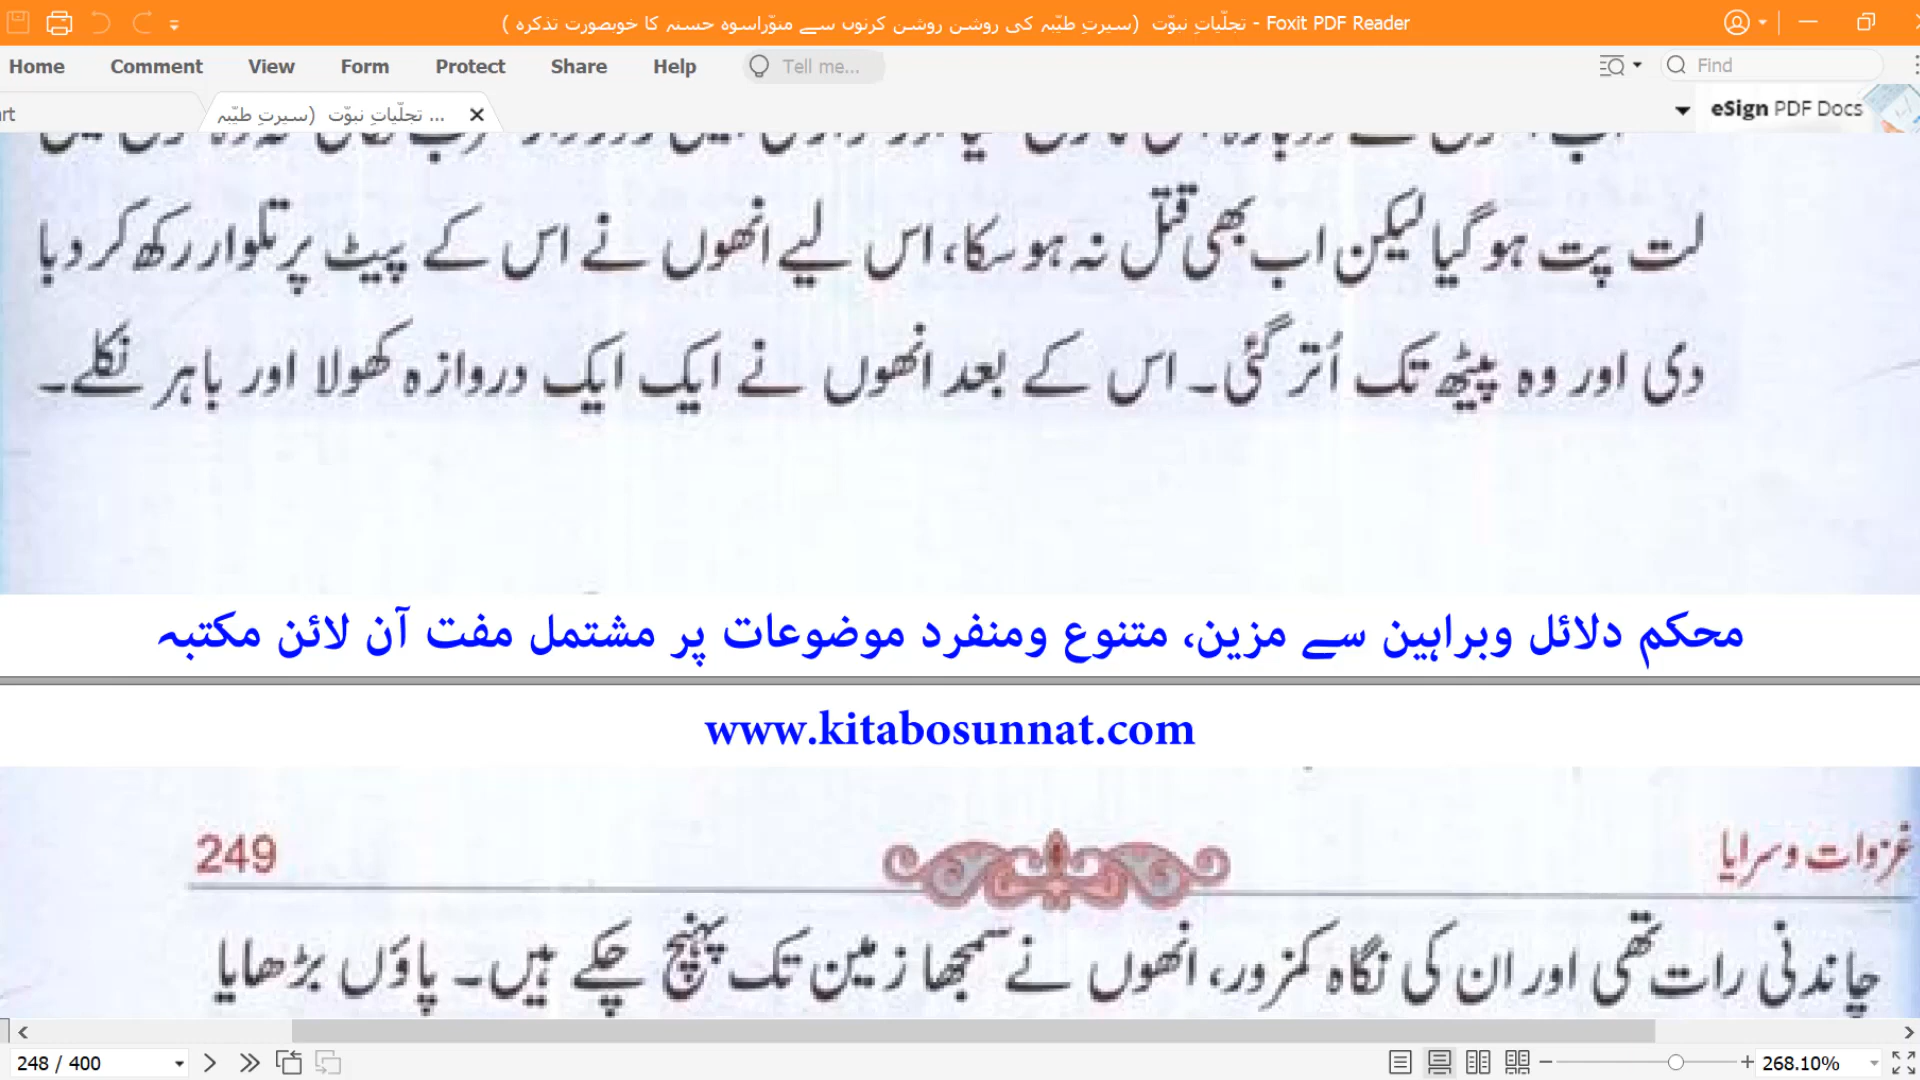 تجلّیاتِ نبوّت (سیرتِ طیّبہ کی روشن روشن کرنوں سے منوّراسوہ حسنہ کا خوبصورت تذکرہ ) - Foxit PDF Reader
Home Comment View Form Protect Share Help Tell me... Find
rt تجلّیاتِ نبوّت (سیرتِ طیّبہ ... eSign PDF Docs
لت پت ہو گیا لیکن اب بھی قتل نہ ہو سکا، اس لیے انھوں نے اس کے پیٹ پر تلوار رکھ کر دبا
دی اور وہ پیٹھ تک اُتر گئی۔ اس کے بعد انھوں نے ایک ایک دروازہ کھولا اور باہر نکلے۔
محکم دلائل وبراہین سے مزین، متنوع ومنفرد موضوعات پر مشتمل مفت آن لائن مکتبہ
www.kitabosunnat.com
غزوات و سرایا 249
چاندنی رات تھی اور ان کی نگاہ کمزور، انھوں نے سمجھا زمین تک پہنچ چکے ہیں۔ پاؤں بڑھایا
248 / 400 268.10%